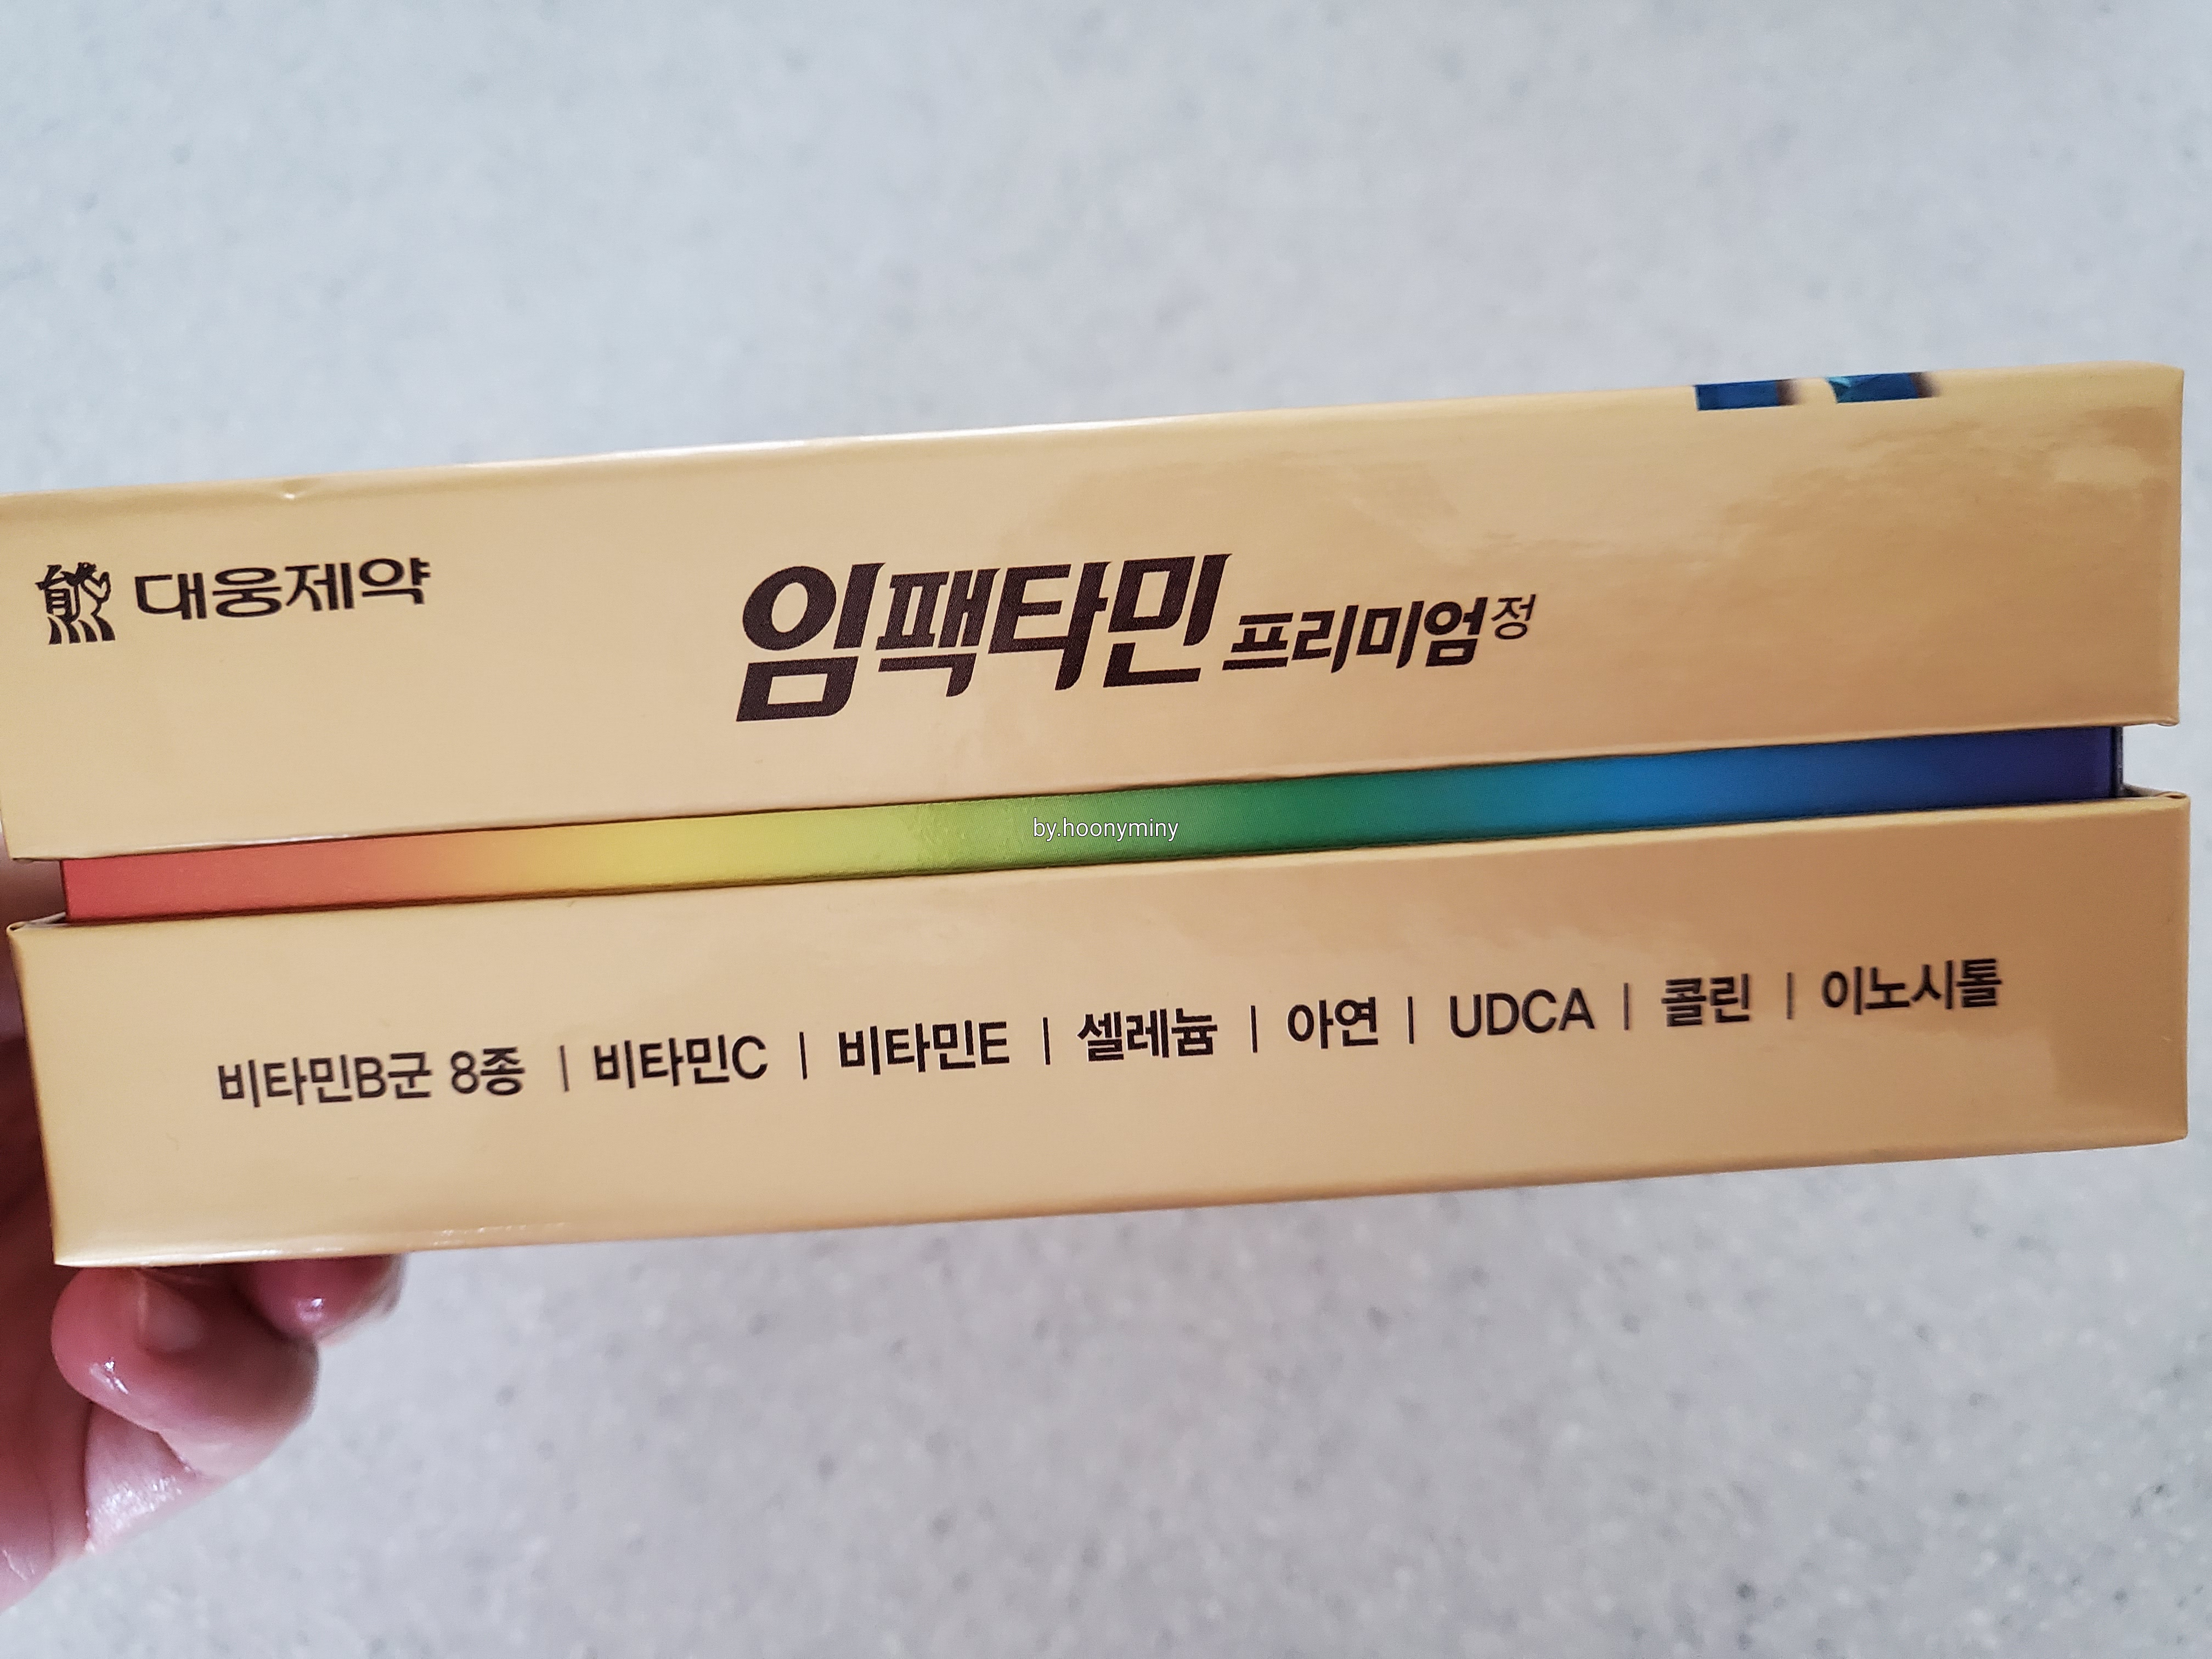 대웅제약
임팩타민 프리미엄정
by.hoonyminy
비타민B군 8종 | 비타민C | 비타민E | 셀레늄 | 아연 | UDCA | 콜린 | 이노시톨